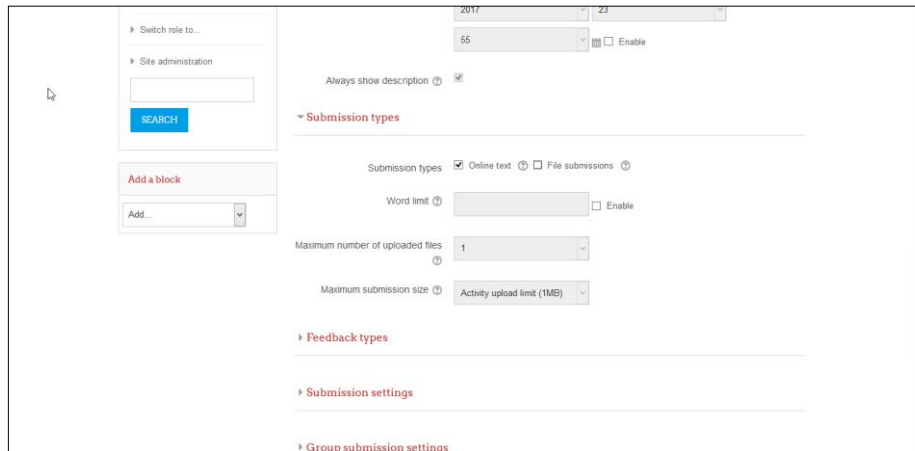 2017 23
Switch role to...
55 Enable
Site administration
Always show description
SEARCH
Submission types
Submission types Online text File submissions
Add a block
Word limit Enable
Add...
Maximum number of uploaded files 1
Maximum submission size Activity upload limit (1MB)
Feedback types
Submission settings
Group submission settings